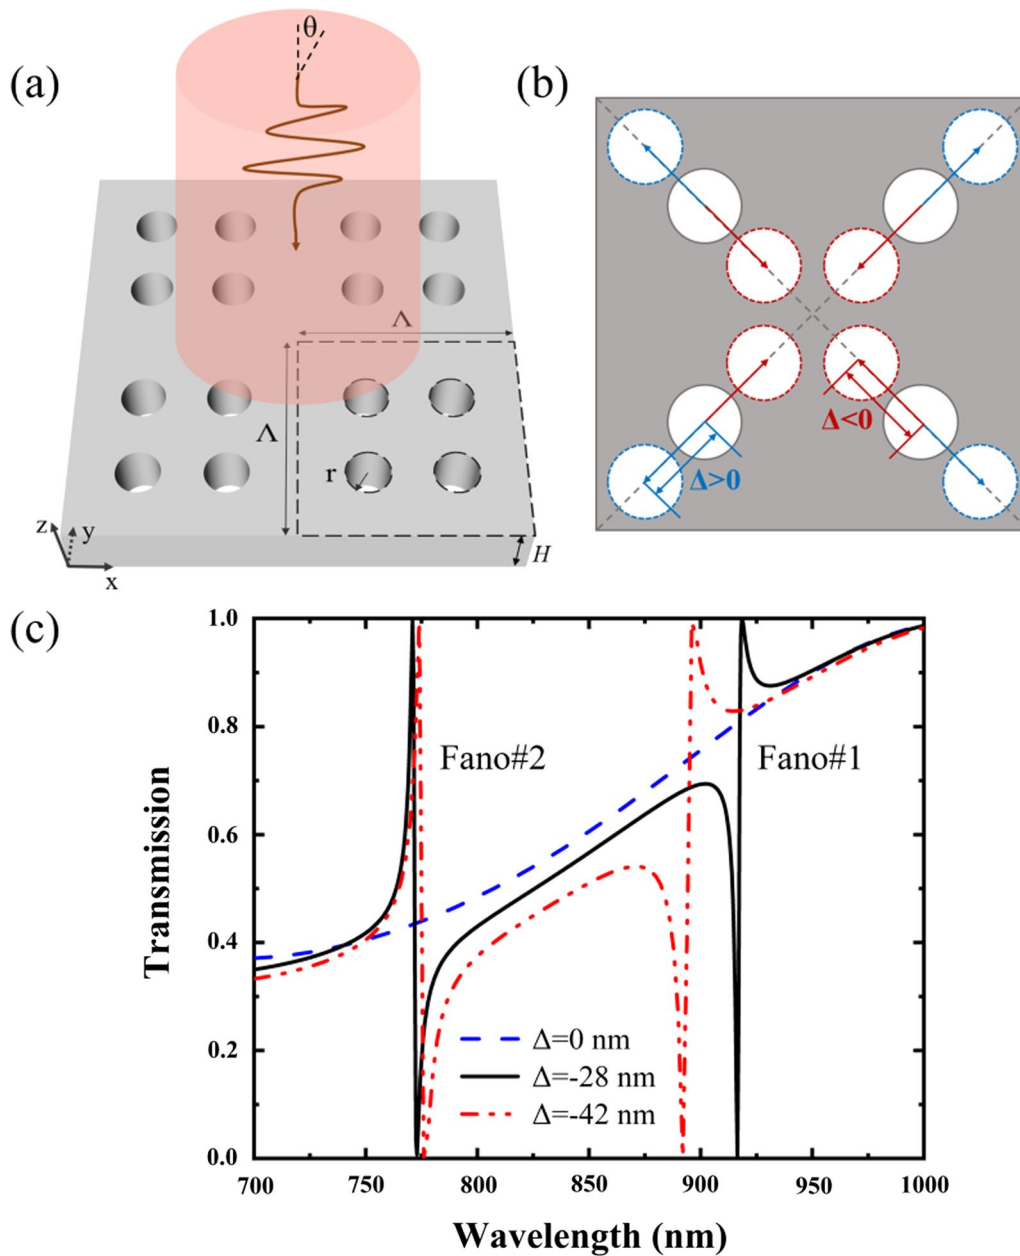 (a)
θ
Λ
Λ
r
z
y
x
H
(b)
Δ<0
Δ>0
(c)
Transmission
1.0
0.8
0.6
0.4
0.2
0.0
Fano#2
Fano#1
Δ=0 nm
Δ=-28 nm
Δ=-42 nm
700 750 800 850 900 950 1000
Wavelength (nm)